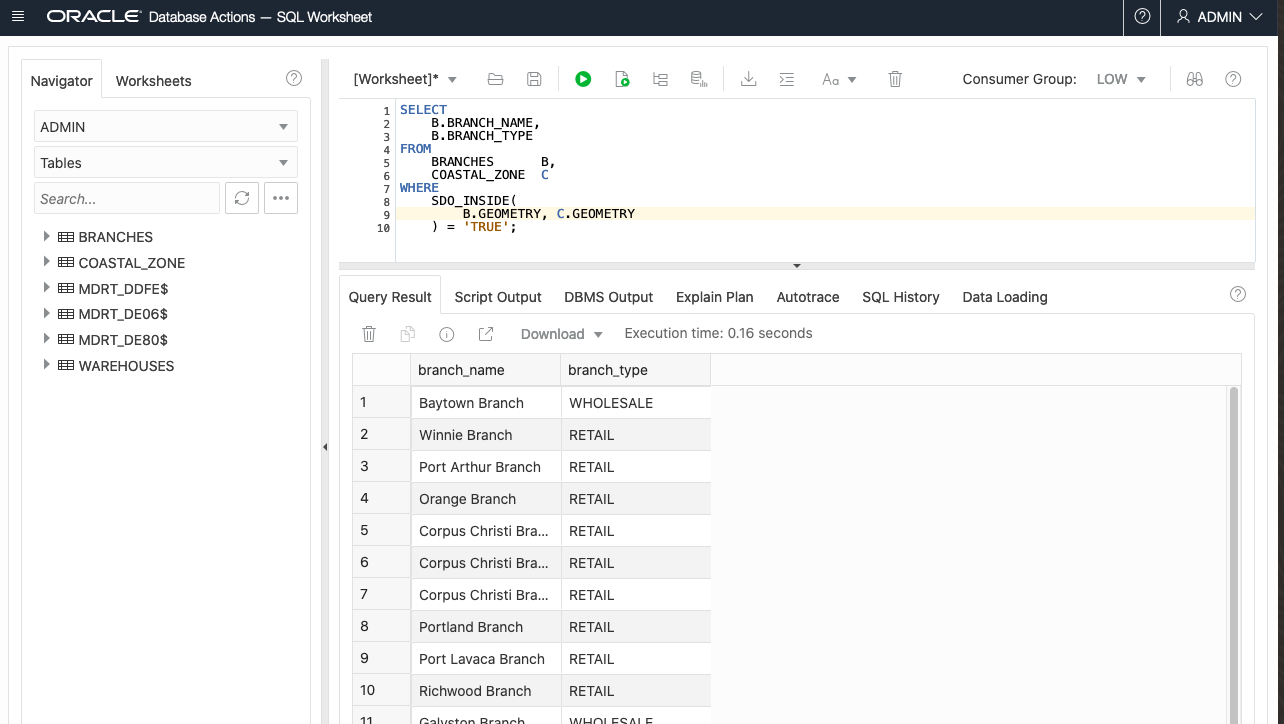 ORACLE Database Actions — SQL Worksheet
ADMIN
Navigator
Worksheets
ADMIN
Tables
Search...
BRANCHES
COASTAL_ZONE
MDRT_DDFE$
MDRT_DE06$
MDRT_DE80$
WAREHOUSES
[Worksheet]*
Aa
Consumer Group: LOW
1 SELECT
2 B.BRANCH_NAME,
3 B.BRANCH_TYPE
4 FROM
5 BRANCHES B,
6 COASTAL_ZONE C
7 WHERE
8 SDO_INSIDE(
9 B.GEOMETRY, C.GEOMETRY
10 ) = 'TRUE';
Query Result Script Output DBMS Output Explain Plan Autotrace SQL History Data Loading
Download Execution time: 0.16 seconds
branch_name branch_type
1 Baytown Branch WHOLESALE
2 Winnie Branch RETAIL
3 Port Arthur Branch RETAIL
4 Orange Branch RETAIL
5 Corpus Christi Bra... RETAIL
6 Corpus Christi Bra... RETAIL
7 Corpus Christi Bra... RETAIL
8 Portland Branch RETAIL
9 Port Lavaca Branch RETAIL
10 Richwood Branch RETAIL
11 Galvston Branch WHOLESALE